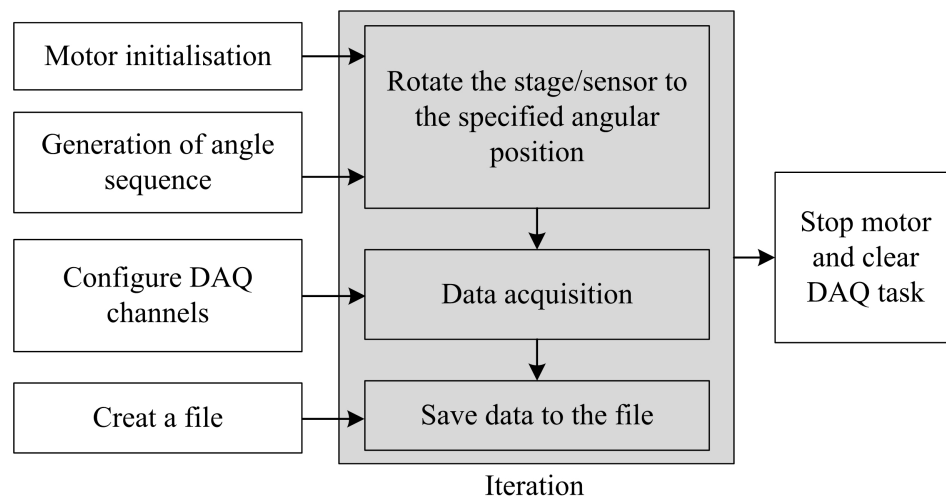 Motor initialisation
Generation of angle
sequence
Configure DAQ
channels
Creat a file
Rotate the stage/sensor to
the specified angular
position
Data acquisition
Save data to the file
Iteration
Stop motor
and clear
DAQ task